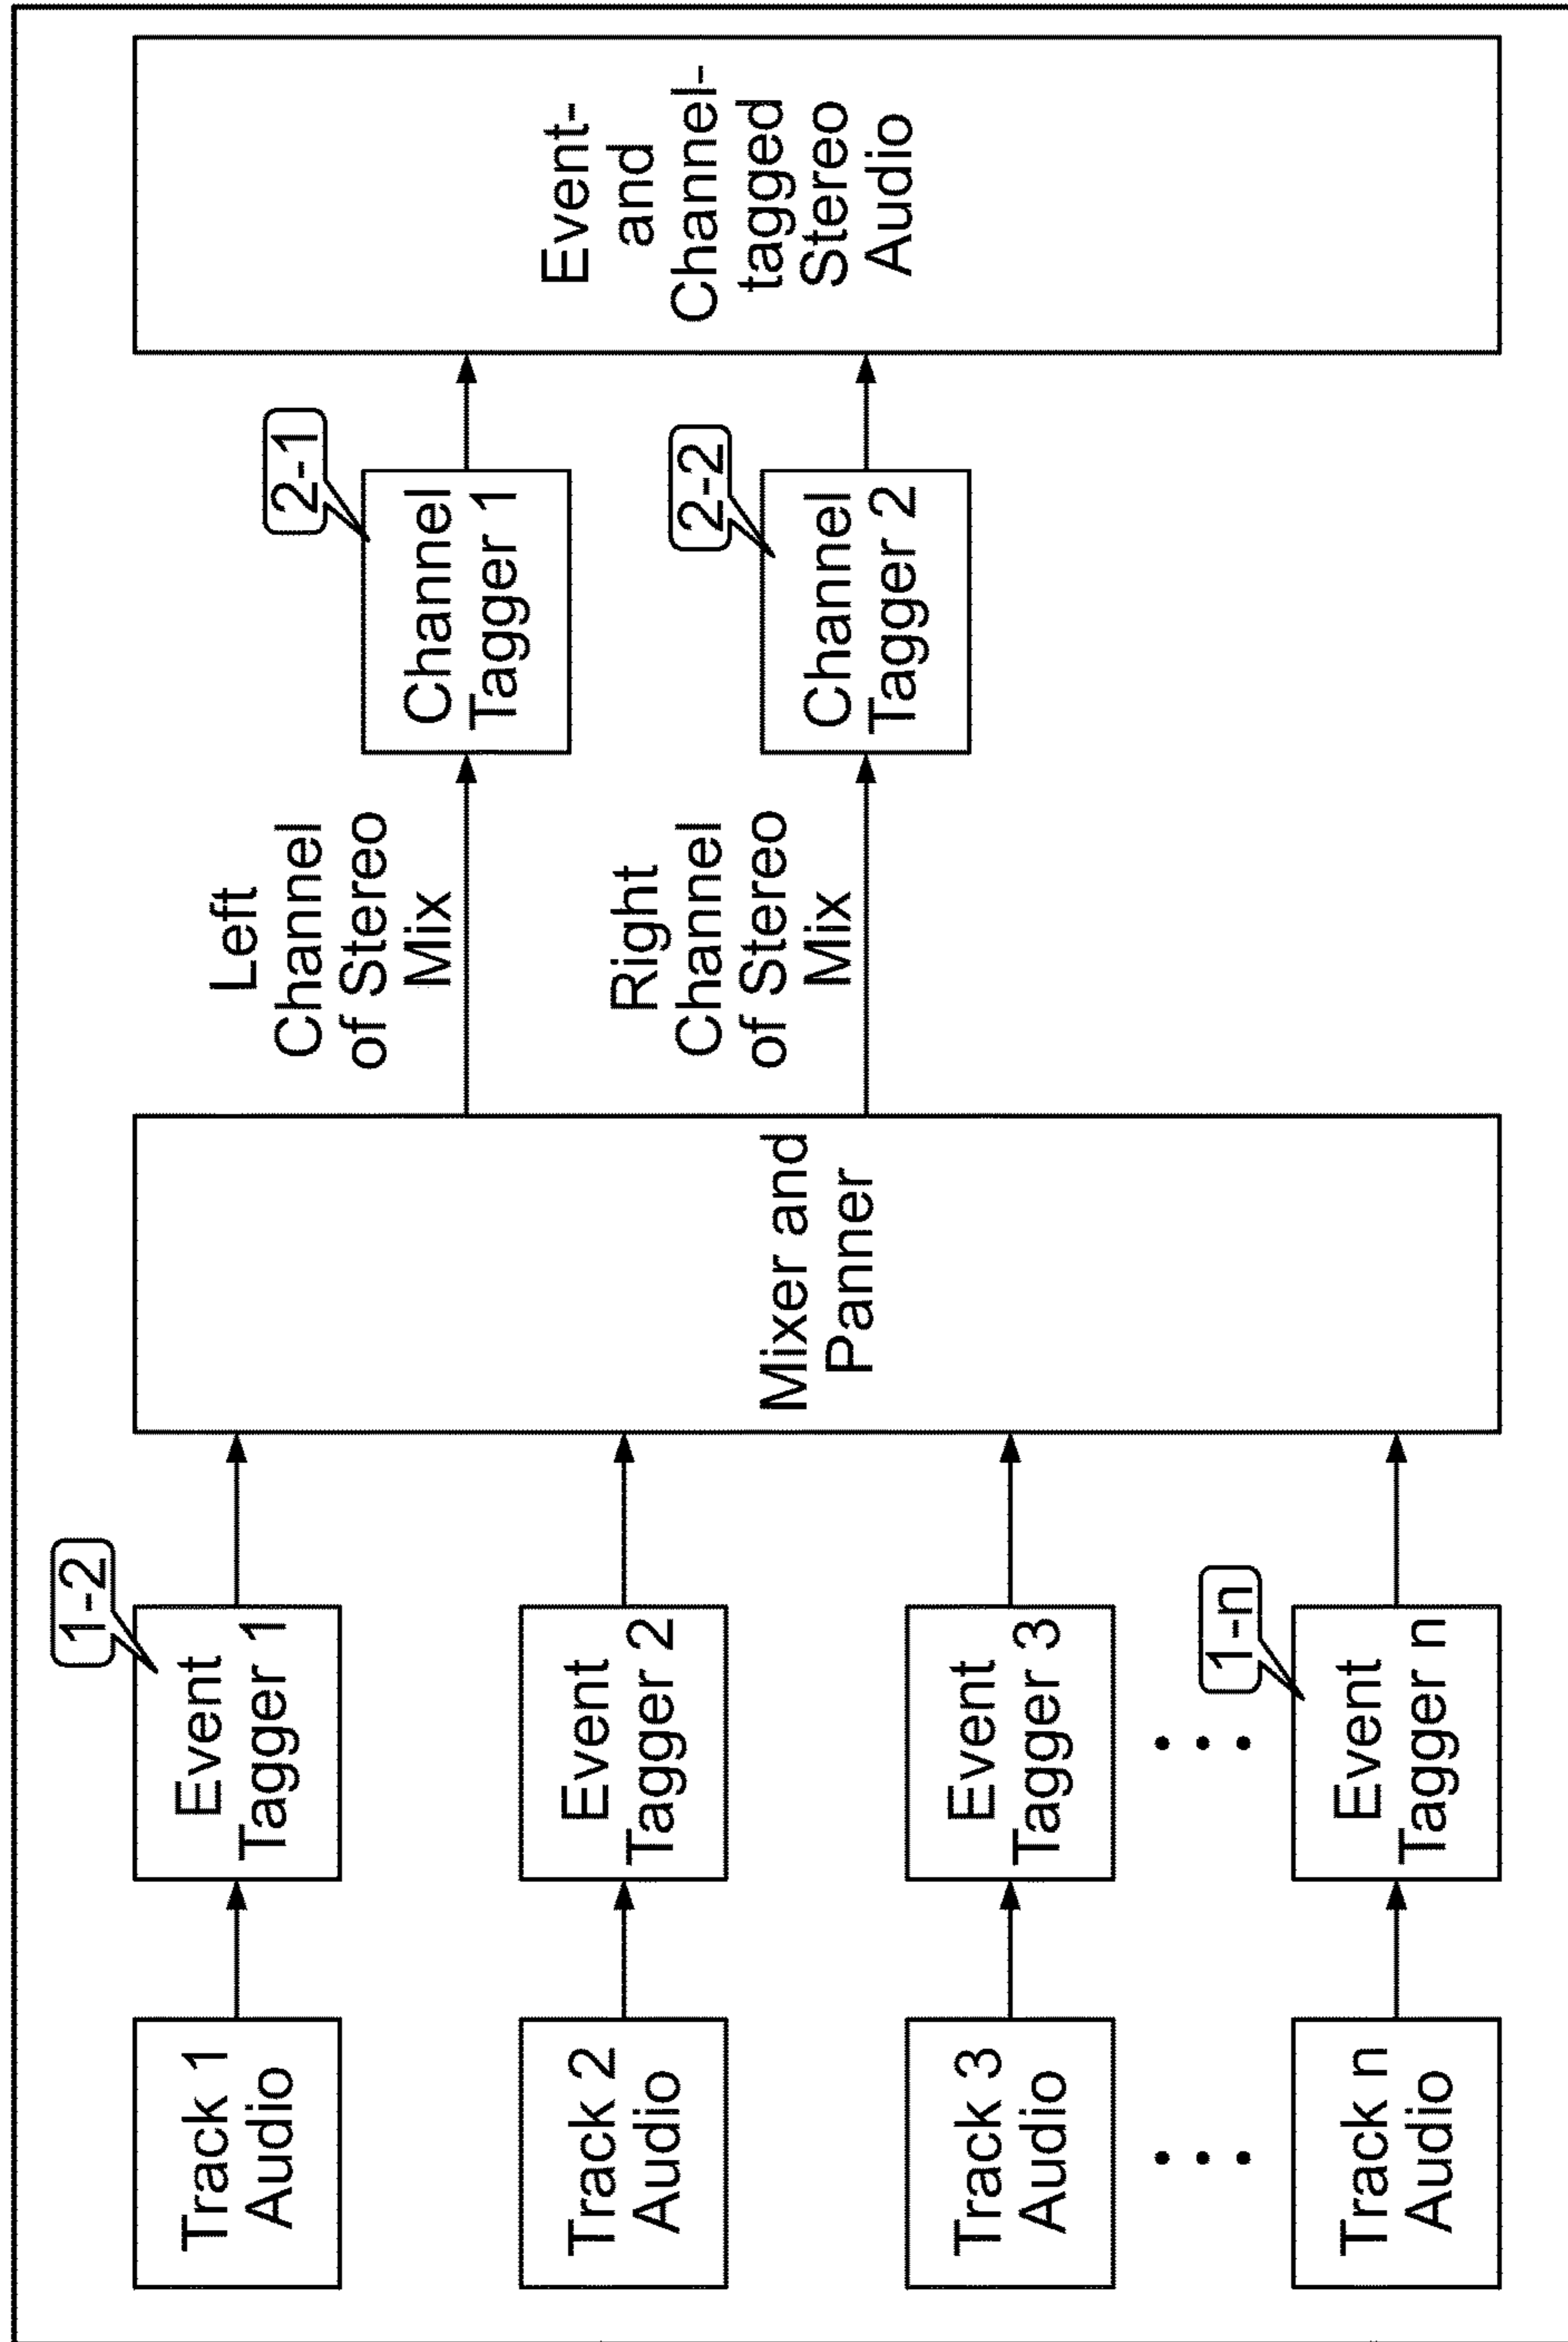 Track 1
Audio
Track 2
Audio
Track 3
Audio
Track n
Audio
1-2
Event
Tagger 1
Event
Tagger 2
Event
Tagger 3
1-n
Event
Tagger n
Mixer and
Panner
Left
Channel
of Stereo
Mix
Right
Channel
of Stereo
Mix
2-1
Channel
Tagger 1
2-2
Channel
Tagger 2
Event-
and
Channel-
tagged
Stereo
Audio